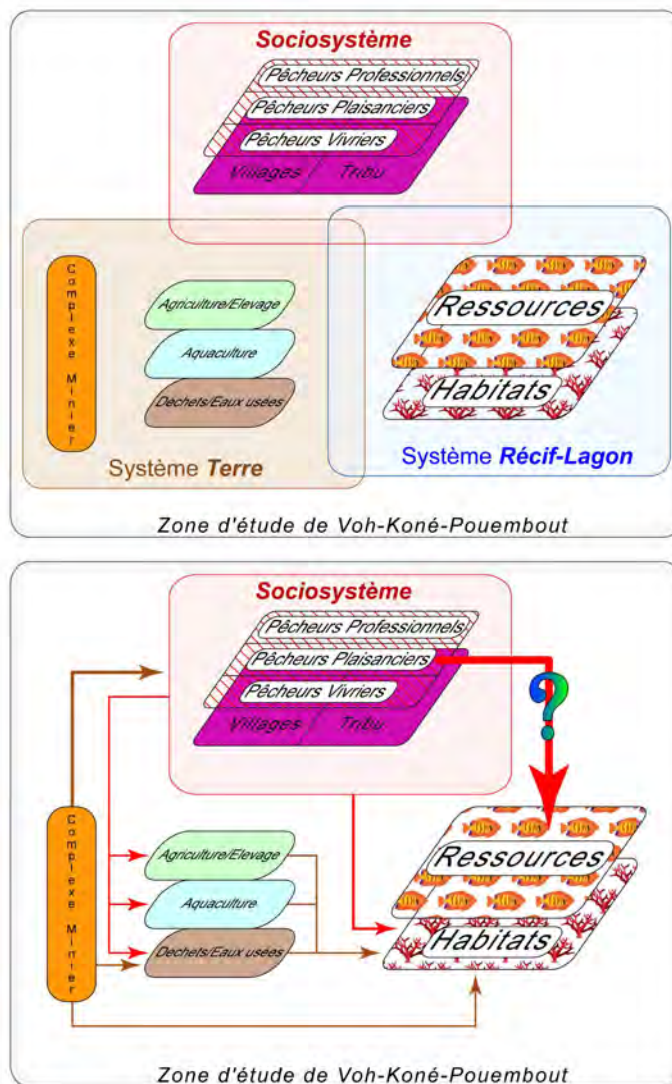 Sociosystème
Pêcheurs Professionnels
Pêcheurs Plaisanciers
Pêcheurs Vivriers
Villages Tribu
Complexe Minier
Agriculture/Elevage
Aquaculture
Déchets/Eaux usées
Système Terre
Ressources
Habitats
Système Récif-Lagon
Zone d'étude de Voh-Koné-Pouembout
Sociosystème
Pêcheurs Professionnels
Pêcheurs Plaisanciers
Pêcheurs Vivriers
Villages Tribu
?
Complexe Minier
Agriculture/Elevage
Aquaculture
Déchets/Eaux usées
Ressources
Habitats
Zone d'étude de Voh-Koné-Pouembout